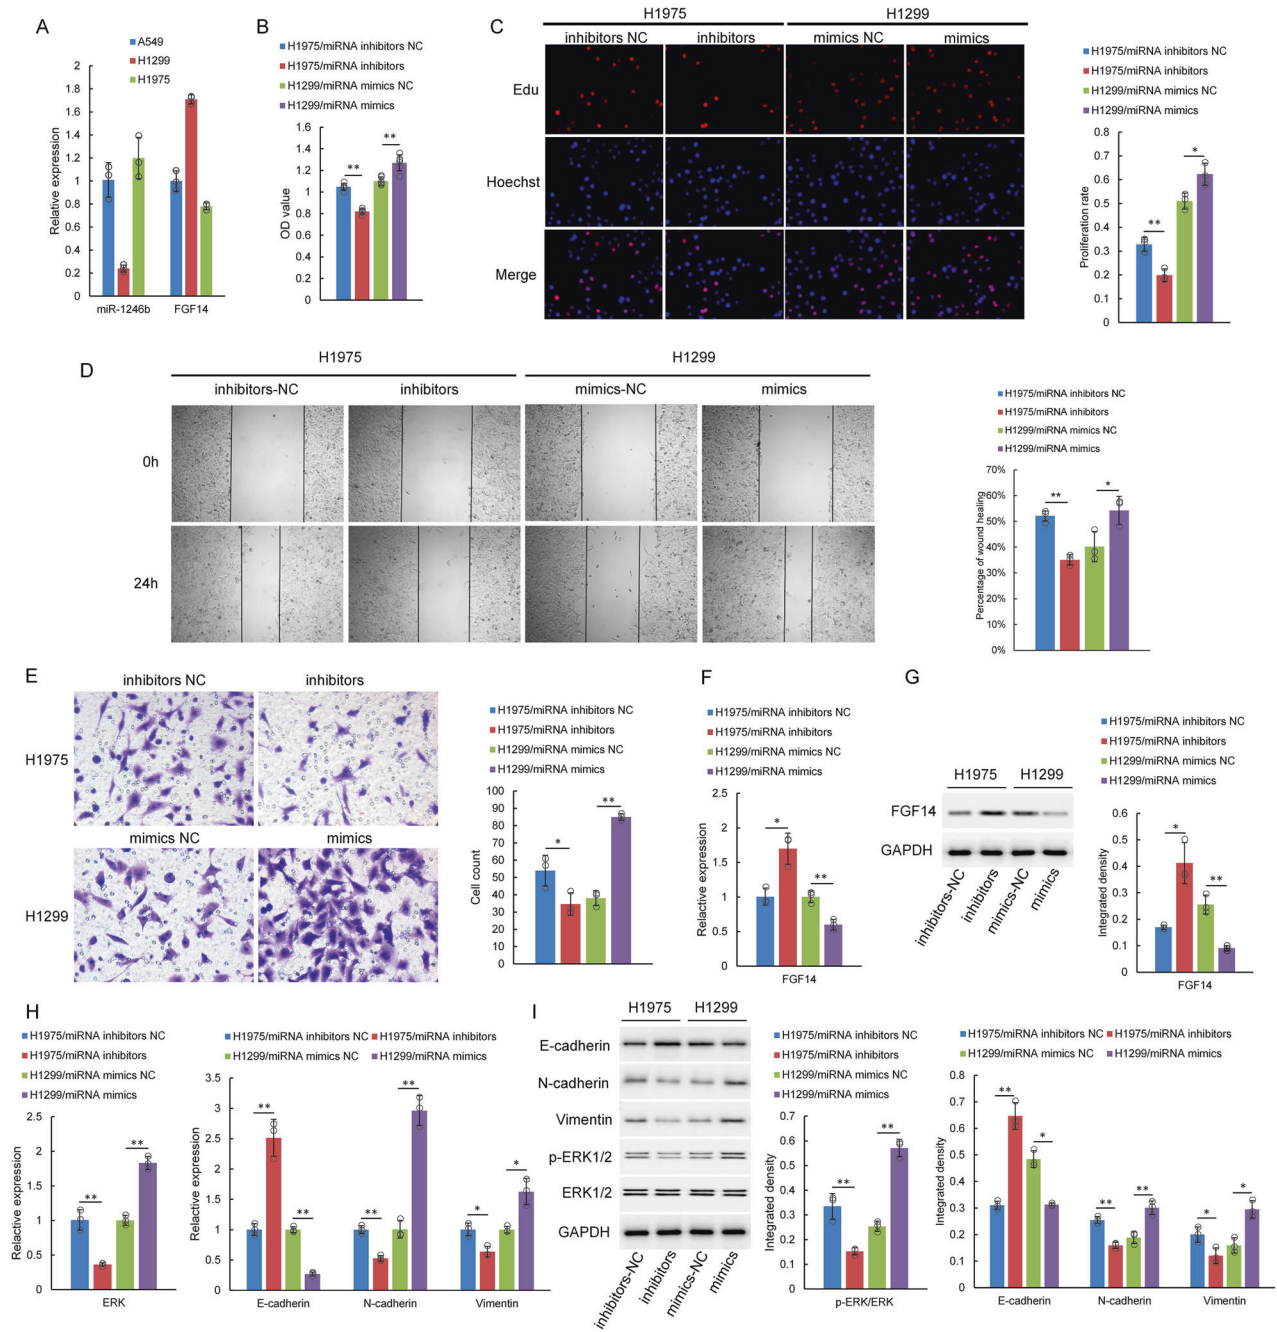 A
A549
H1299
H1975
Relative expression
2
1.8
1.6
1.4
1.2
1
0.8
0.6
0.4
0.2
0
miR-1246b FGF14
B
H1975/miRNA inhibitors NC
H1975/miRNA inhibitors
H1299/miRNA mimics NC
H1299/miRNA mimics
OD value
1.6
1.4
1.2
1
0.8
0.6
0.4
0.2
0
** **
C
H1975 H1299
inhibitors NC inhibitors mimics NC mimics
Edu
Hoechst
Merge
H1975/miRNA inhibitors NC
H1975/miRNA inhibitors
H1299/miRNA mimics NC
H1299/miRNA mimics
Proliferation rate
0.8
0.7
0.6
0.5
0.4
0.3
0.2
0.1
0
** *
D
H1975 H1299
inhibitors-NC inhibitors mimics-NC mimics
0h
24h
H1975/miRNA inhibitors NC
H1975/miRNA inhibitors
H1299/miRNA mimics NC
H1299/miRNA mimics
Percentage of wound healing
70%
60%
50%
40%
30%
20%
10%
0%
** *
E
inhibitors NC inhibitors
H1975
mimics NC mimics
H1299
H1975/miRNA inhibitors NC
H1975/miRNA inhibitors
H1299/miRNA mimics NC
H1299/miRNA mimics
Cell count
100
90
80
70
60
50
40
30
20
10
0
* **
F
H1975/miRNA inhibitors NC
H1975/miRNA inhibitors
H1299/miRNA mimics NC
H1299/miRNA mimics
Relactive expression
2
1.5
1
0.5
0
* **
FGF14
G
H1975 H1299
FGF14
GAPDH
inhibitors-NC
inhibitors
mimics-NC
mimics
H1975/miRNA inhibitors NC
H1975/miRNA inhibitors
H1299/miRNA mimics NC
H1299/miRNA mimics
Integrated density
0.6
0.5
0.4
0.3
0.2
0.1
0
* **
FGF14
H
H1975/miRNA inhibitors NC
H1975/miRNA inhibitors
H1299/miRNA mimics NC
H1299/miRNA mimics
Relactive expression
2.5
2
1.5
1
0.5
0
** **
ERK
H1975/miRNA inhibitors NC H1975/miRNA inhibitors
H1299/miRNA mimics NC H1299/miRNA mimics
Relactive expression
3.5
3
2.5
2
1.5
1
0.5
0
** ** ** ** * *
E-cadherin N-cadherin Vimentin
I
H1975 H1299
E-cadherin
N-cadherin
Vimentin
p-ERK1/2
ERK1/2
GAPDH
inhibitors-NC
inhibitors
mimics-NC
mimics
H1975/miRNA inhibitors NC
H1975/miRNA inhibitors
H1299/miRNA mimics NC
H1299/miRNA mimics
Integrated density
0.7
0.6
0.5
0.4
0.3
0.2
0.1
0
** **
p-ERK/ERK
H1975/miRNA inhibitors NC H1975/miRNA inhibitors
H1299/miRNA mimics NC H1299/miRNA mimics
Integrated density
0.8
0.7
0.6
0.5
0.4
0.3
0.2
0.1
0
** * ** ** * *
E-cadherin N-cadherin Vimentin